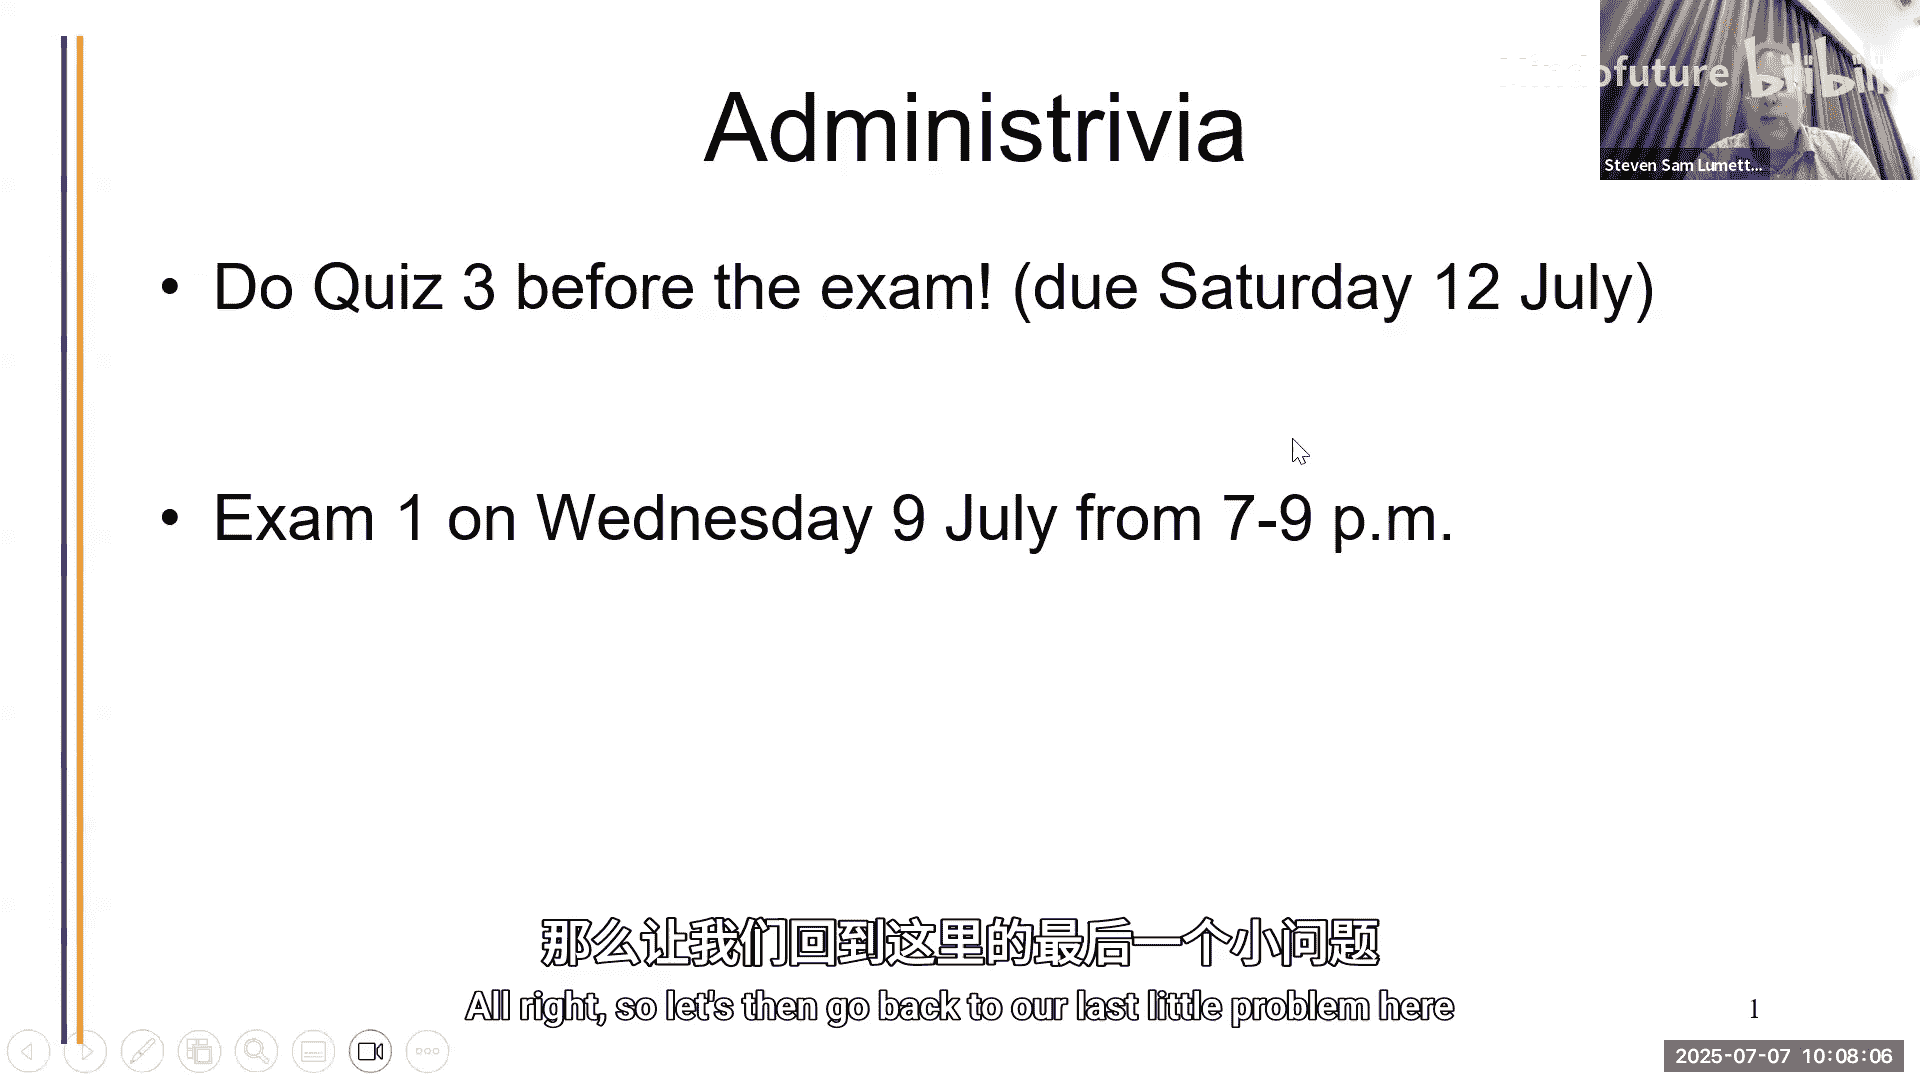 Administrivia
bilibili
Steven Sam Lumett...
• Do Quiz 3 before the exam! (due Saturday 12 July)
• Exam 1 on Wednesday 9 July from 7-9 p.m.
那么让我们回到这里的最后一个小问题
All right, so let's then go back to our last little problem here
1
2025-07-07 10:08:06